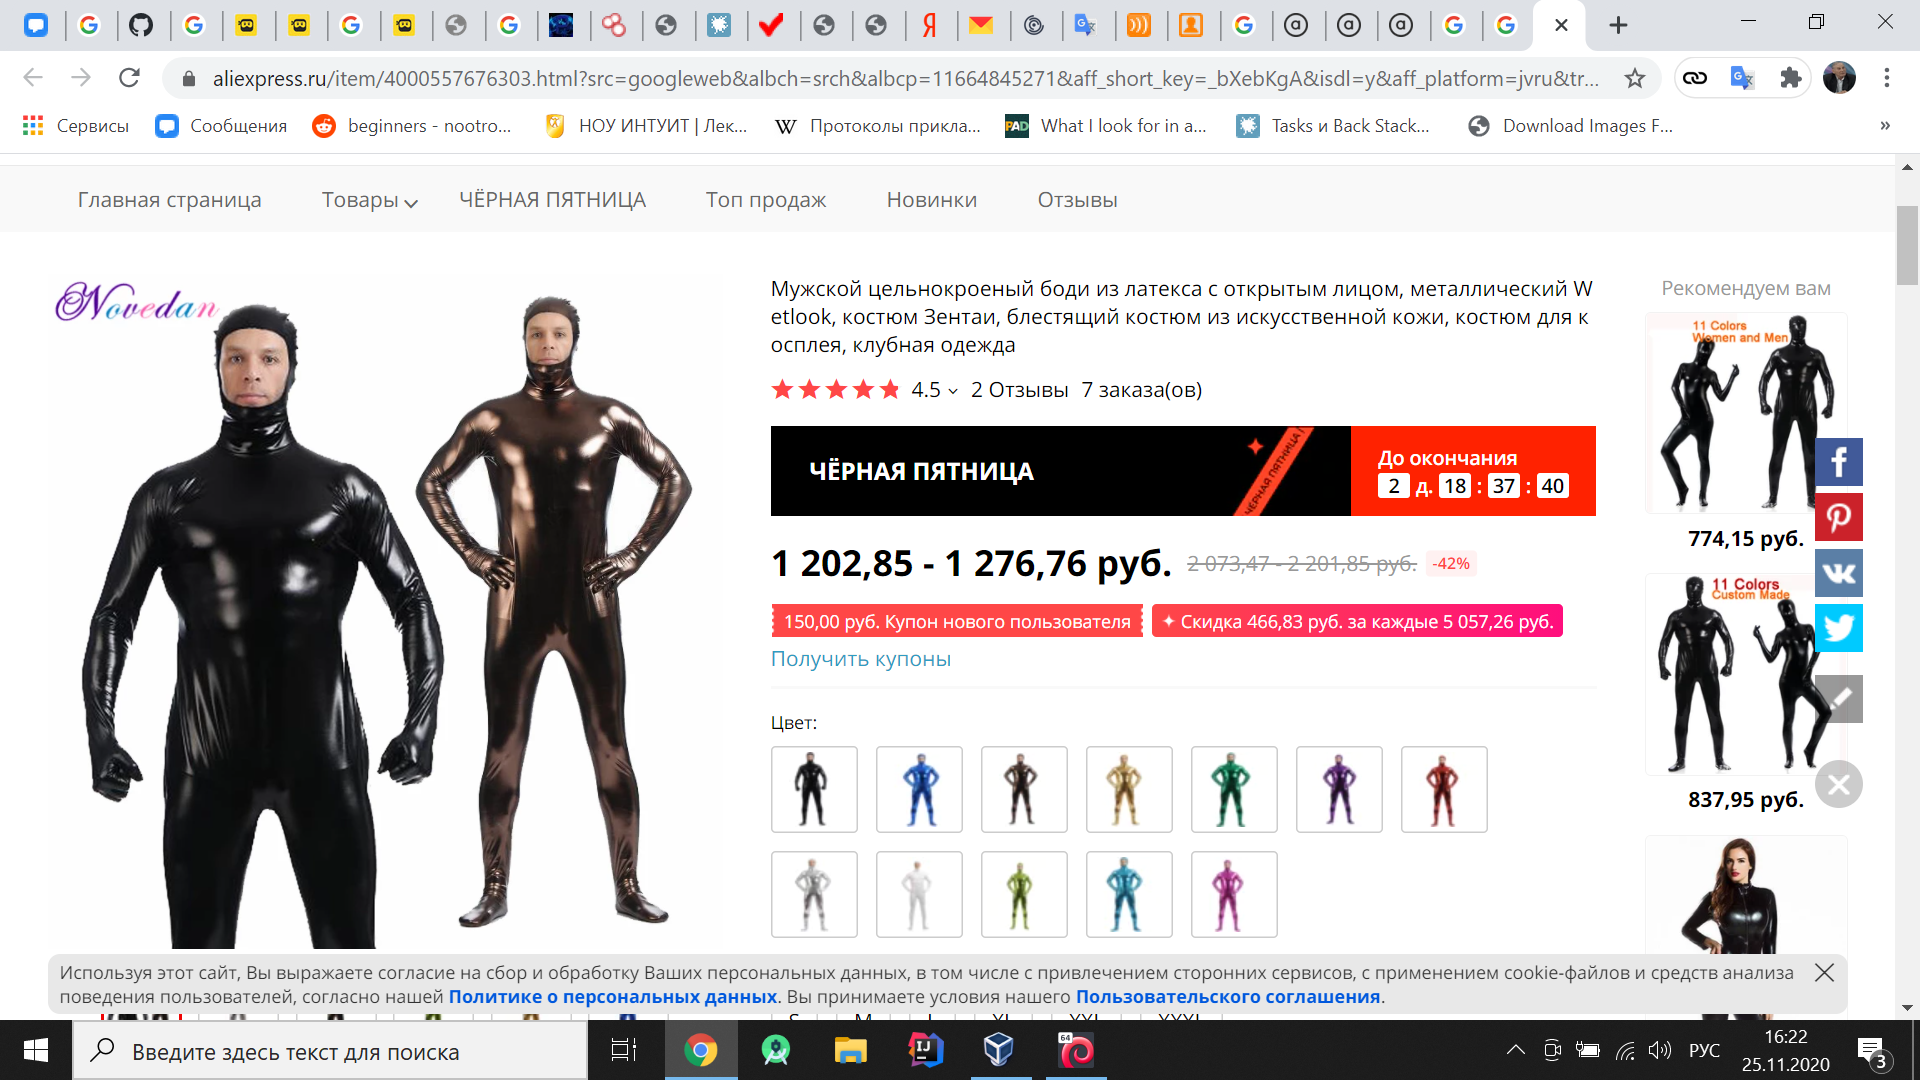 aliexpress.ru/item/4000557676303.html?src=googleweb&albch=srch&albcp=11664845271&aff_short_key=_bXebKgA&isdl=y&aff_platform=jvru&tr...
Сервисы
Сообщения
beginners - nootro...
НОУ ИНТУИТ | Лек...
Протоколы прикла...
What I look for in a...
Tasks и Back Stack...
Download Images F...
»
Главная страница
Товары
ЧЁРНАЯ ПЯТНИЦА
Топ продаж
Новинки
Отзывы
Novedan
Мужской цельнокроеный боди из латекса с открытым лицом, металлический W
etlook, костюм Зентаи, блестящий костюм из искусственной кожи, костюм для к
осплея, клубная одежда
4.5 2 Отзывы 7 заказа(ов)
ЧЁРНАЯ ПЯТНИЦА
ЧЁРНАЯ ПЯТНИЦА
До окончания
2 д. 18 : 37 : 40
1 202,85 - 1 276,76 руб. 2 073,47 - 2 201,85 руб. -42%
150,00 руб. Купон нового пользователя
Скидка 466,83 руб. за каждые 5 057,26 руб.
Получить купоны
Цвет:
Рекомендуем вам
11 Colors
Women and Men
774,15 руб.
11 Colors
Custom Made
837,95 руб.
Используя этот сайт, Вы выражаете согласие на сбор и обработку Ваших персональных данных, в том числе с привлечением сторонних сервисов, с применением cookie-файлов и средств анализа
поведения пользователей, согласно нашей Политике о персональных данных. Вы принимаете условия нашего Пользовательского соглашения.
Введите здесь текст для поиска
64
РУС
16:22
25.11.2020
3